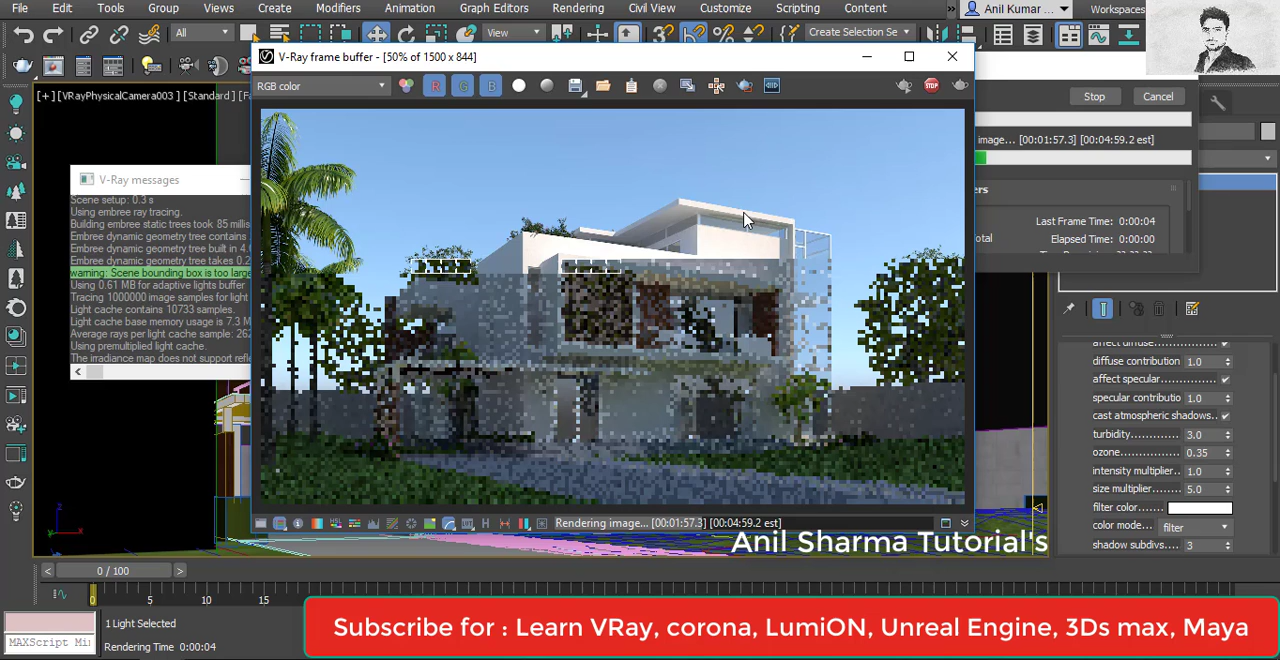 File Edit Tools Group Views Create Modifiers Animation Graph Editors Rendering Civil View Customize Scripting Content Anil Kumar ... Workspaces
All View Create Selection Se
V-Ray frame buffer - [50% of 1500 x 844]
RGB color
[+] [VRayPhysicalCamera003 ] [Standard ]
Stop Cancel
image... [00:01:57.3] [00:04:59.2 est]
V-Ray messages
Scene setup: 0.3 s
Using embree ray tracing.
Building embree static trees took 85 millis
Embree dynamic geometry tree contains
Embree dynamic geometry tree built in 4.
Embree dynamic geometry tree takes 0.2
warning: Scene bounding box is too large
Using 0.61 MB for adaptive lights buffer
Tracing 1000000 image samples for light
Light cache contains 10733 samples.
Light cache base memory usage is 7.3 M
Average rays per light cache sample: 262
Using premultiplied light cache.
The irradiance map does not support refle
ers
Last Frame Time: 0:00:04
otal Elapsed Time: 0:00:00
affect diffuse
diffuse contribution 1.0
affect specular
specular contributio 1.0
cast atmospheric shadows
turbidity 3.0
ozone 0.35
intensity multiplier 1.0
size multiplier 5.0
filter color
color mode filter
shadow subdivs 3
Rendering image... [00:01:57.3] [00:04:59.2 est]
Anil Sharma Tutorial's
0 / 100
0 5 10 15
1 Light Selected
MAXScript Mi
Rendering Time 0:00:04
Subscribe for : Learn VRay, corona, LumiON, Unreal Engine, 3Ds max, Maya